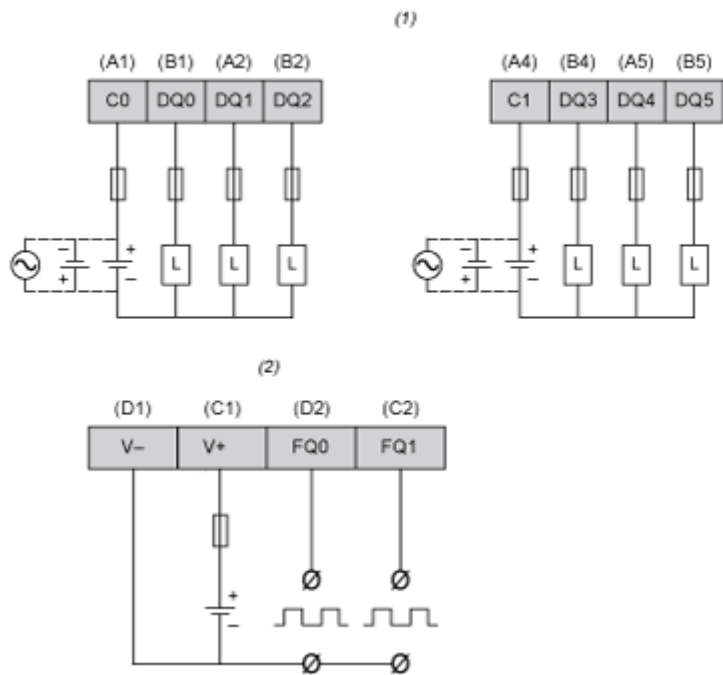 (1)
(A1) (B1) (A2) (B2)
C0 DQ0 DQ1 DQ2
– +
+ –
L L L
(A4) (B4) (A5) (B5)
C1 DQ3 DQ4 DQ5
– +
+ –
L L L
(2)
(D1) (C1) (D2) (C2)
V– V+ FQ0 FQ1
+
–